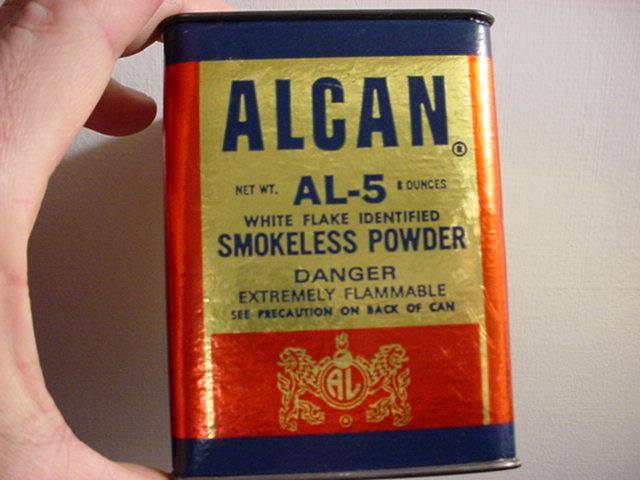 ALCAN®
NET WT. AL-5 8 OUNCES
WHITE FLAKE IDENTIFIED
SMOKELESS POWDER
DANGER
EXTREMELY FLAMMABLE
SEE PRECAUTION ON BACK OF CAN
AL